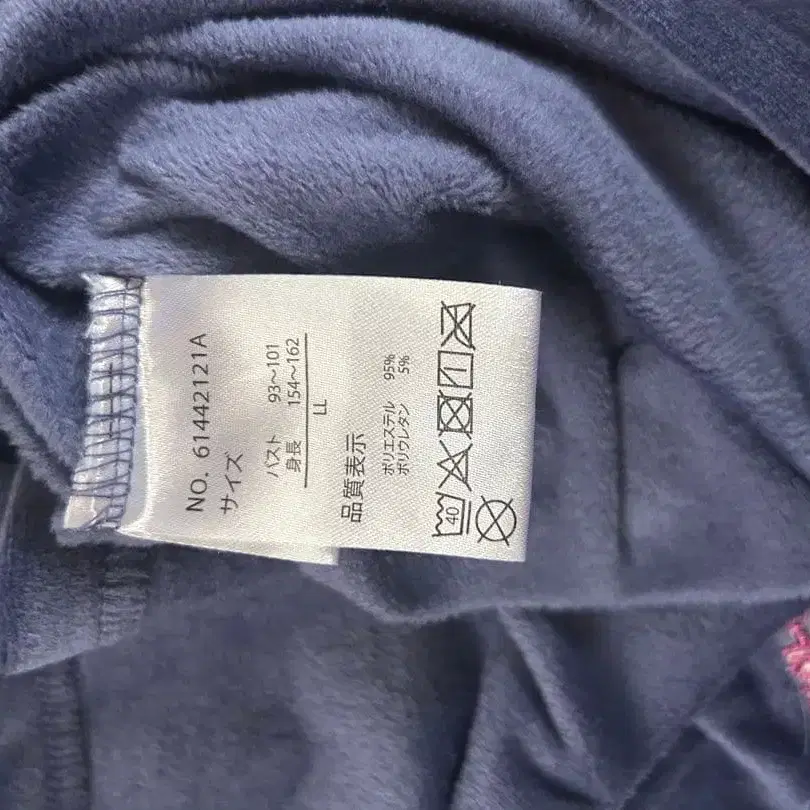 NO. 61442121A
サイズ
バスト 93~101
身長 154~162
LL
品質表示
ポリエステル 95%
ポリウレタン 5%
40